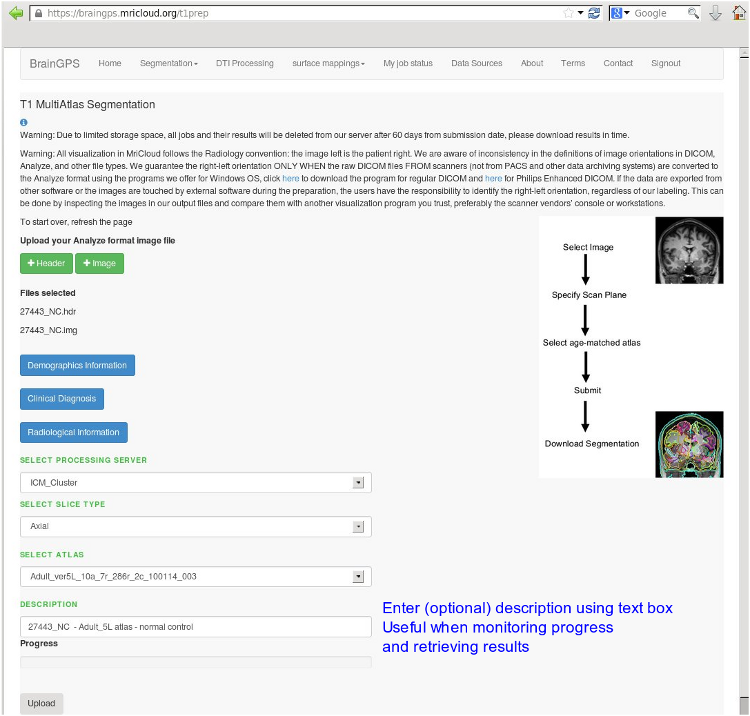 https://braingps.mricloud.org/t1prep
Google
BrainGPS Home Segmentation DTI Processing surface mappings My job status Data Sources About Terms Contact Signout
T1 MultiAtlas Segmentation
Warning: Due to limited storage space, all jobs and their results will be deleted from our server after 60 days from submission date, please download results in time.
Warning: All visualization in MriCloud follows the Radiology convention: the image left is the patient right. We are aware of inconsistency in the definitions of image orientations in DICOM,
Analyze, and other file types. We guarantee the right-left orientation ONLY WHEN the raw DICOM files FROM scanners (not from PACS and other data archiving systems) are converted to
the Analyze format using the programs we offer for Windows OS, click here to download the program for regular DICOM and here for Philips Enhanced DICOM. If the data are exported from
other software or the images are touched by external software during the preparation, the users have the responsibility to identify the right-left orientation, regardless of our labeling. This can
be done by inspecting the images in our output files and compare them with another visualization program you trust, preferably the scanner vendors' console or workstations.
To start over, refresh the page
Upload your Analyze format image file
+ Header + Image
Files selected
27443_NC.hdr
27443_NC.img
Demographics Information
Clinical Diagnosis
Radiological Information
SELECT PROCESSING SERVER
ICM_Cluster
SELECT SLICE TYPE
Axial
SELECT ATLAS
Adult_ver5L_10a_7r_286r_2c_100114_003
DESCRIPTION
27443_NC - Adult_5L atlas - normal control
Progress
Upload
Select Image
Specify Scan Plane
Select age-matched atlas
Submit
Download Segmentation
Enter (optional) description using text box
Useful when monitoring progress
and retrieving results